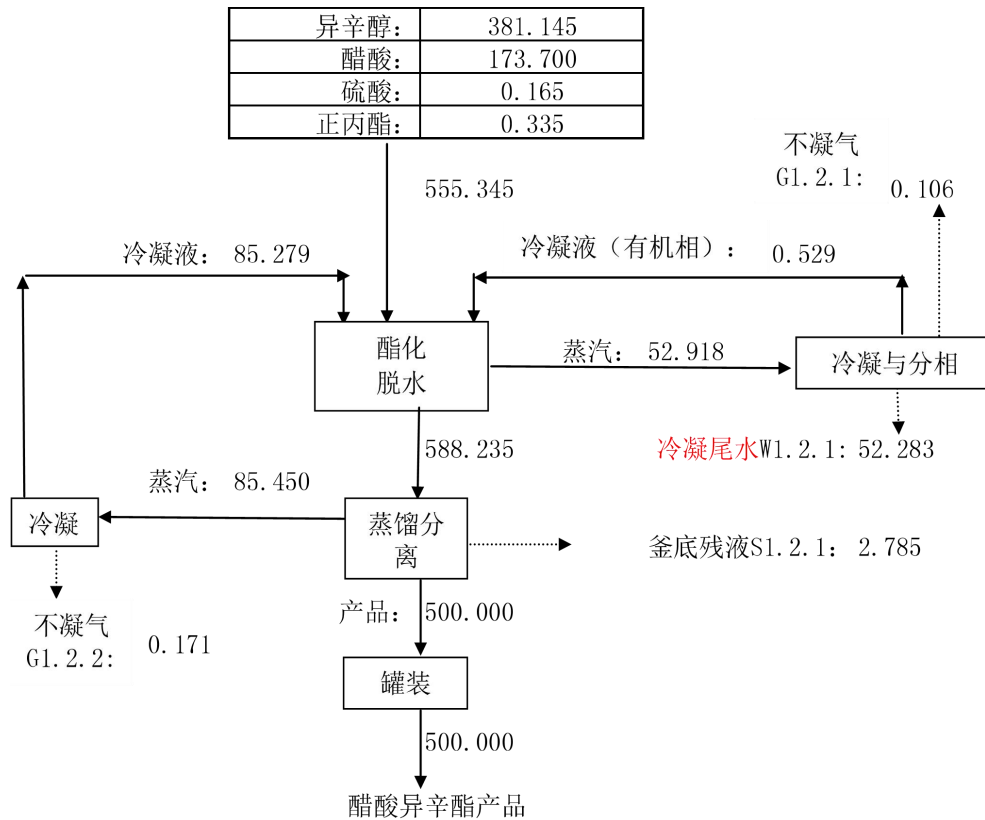 异辛醇： 381.145
醋酸： 173.700
硫酸： 0.165
正丙酯： 0.335
不凝气
G1.2.1:
0.106
555.345
冷凝液： 85.279
冷凝液（有机相）： 0.529
酯化
脱水
蒸汽： 52.918
冷凝与分相
588.235
冷凝尾水W1.2.1: 52.283
蒸汽： 85.450
冷凝
蒸馏分
离
釜底残液S1.2.1： 2.785
产品： 500.000
不凝气
G1.2.2:
0.171
罐装
500.000
醋酸异辛酯产品